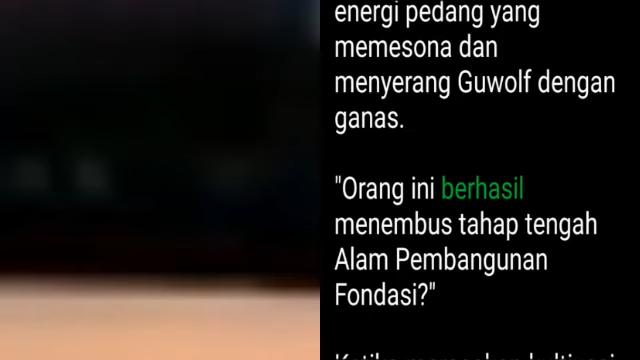 energi pedang yang
memesona dan
menyerang Guwolf dengan
ganas.
"Orang ini berhasil
menembus tahap tengah
Alam Pembangunan
Fondasi?"